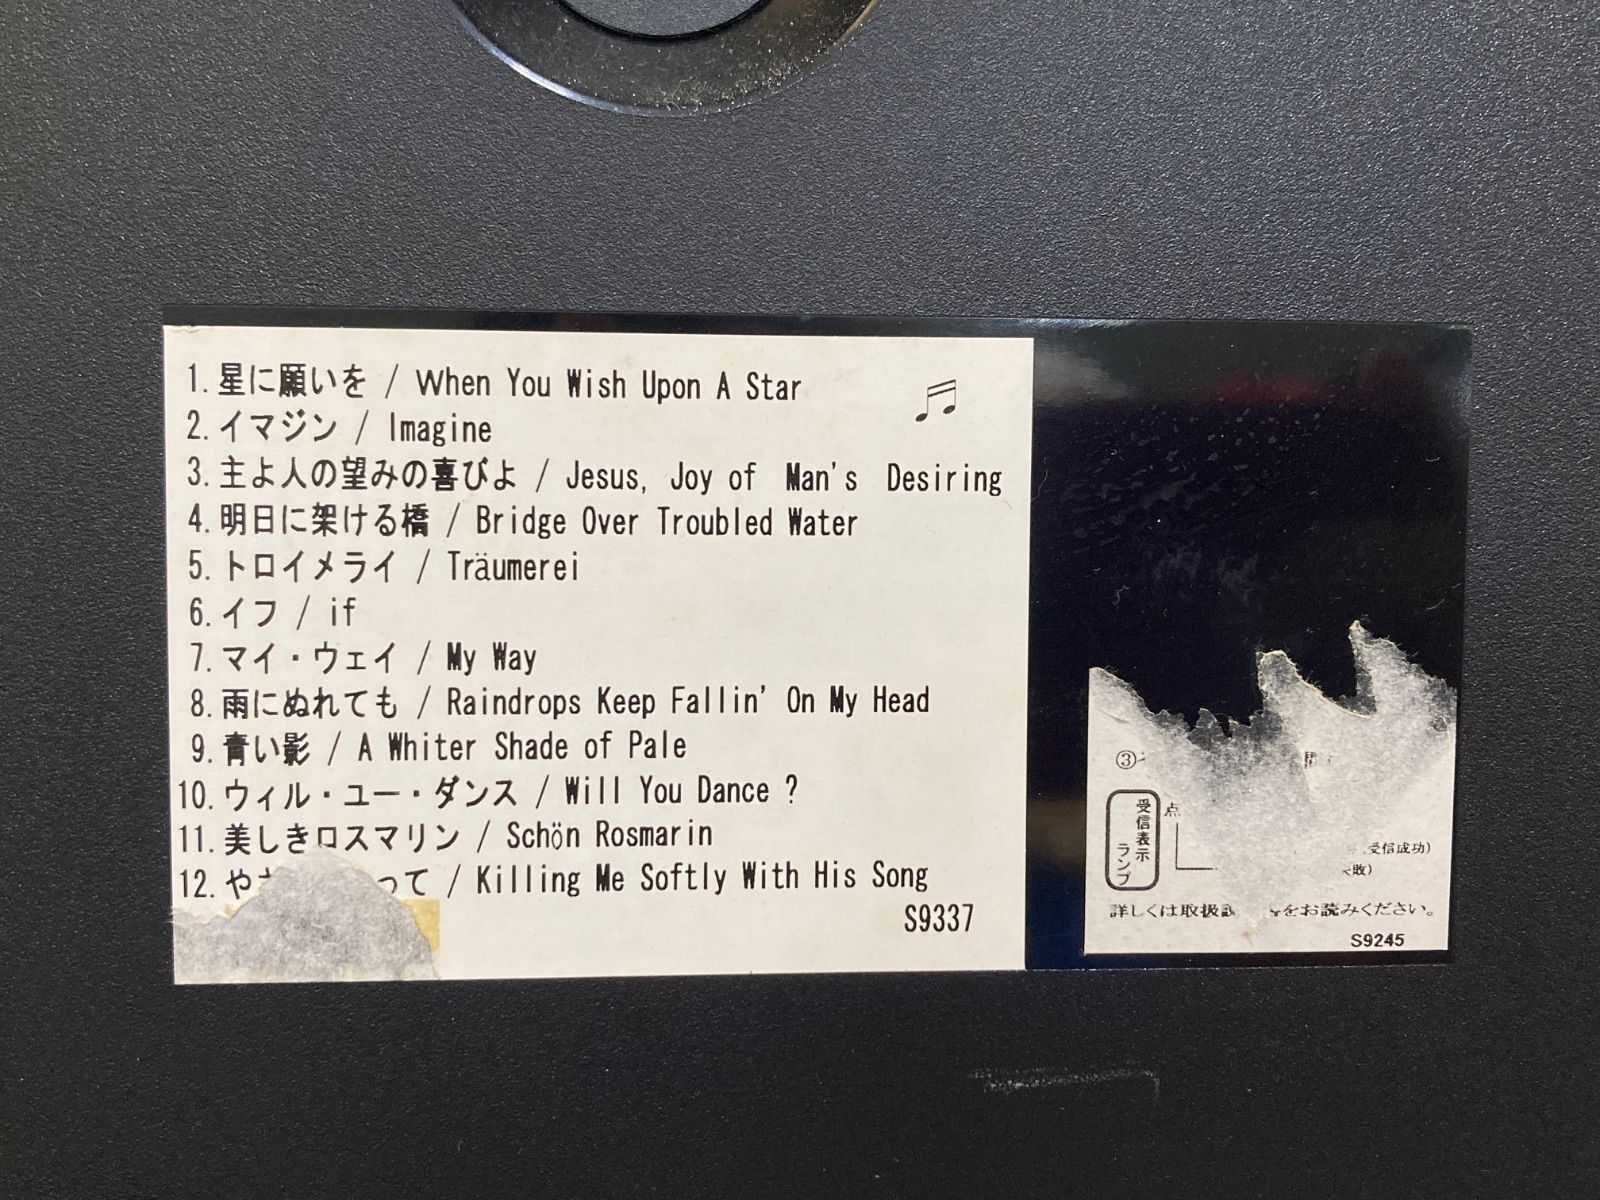 1. 星に願いを / When You Wish Upon A Star
2. イマジン / Imagine
3. 主よ人の望みの喜びよ / Jesus, Joy of Man's Desiring
4. 明日に架ける橋 / Bridge Over Troubled Water
5. トロイメライ / Träumerei
6. イフ / if
7. マイ・ウェイ / My Way
8. 雨にぬれても / Raindrops Keep Fallin' On My Head
9. 青い影 / A Whiter Shade of Pale
10. ウィル・ユー・ダンス / Will You Dance ?
11. 美しきロスマリン / Schön Rosmarin
12. や って / Killing Me Softly With His Song
S9337
③
受信表示
ランプ
点
受信成功)
敗)
詳しくは取扱 をお読みください。
S9245